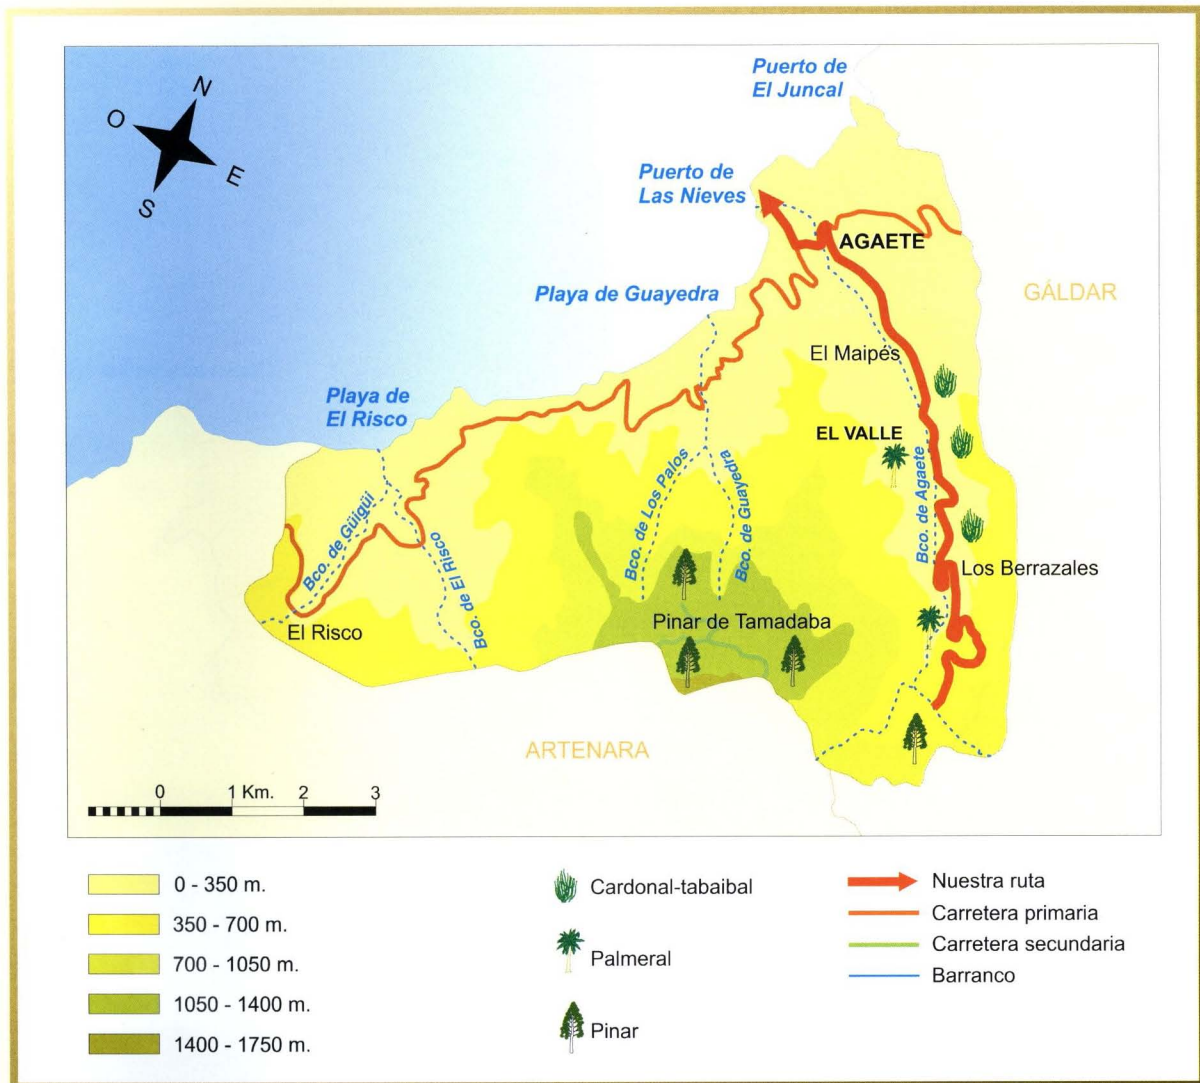 Puerto de
El Juncal
N
O
E
S
Puerto de
Las Nieves
AGAETE
GÁLDAR
Playa de Guayedra
El Maipés
Playa de
El Risco
EL VALLE
Bco. de Los Palos
Bco. de Guayedra
Bco. de Agaete
Bco. de Güigüi
Bco. de El Risco
Los Berrazales
El Risco
Pinar de Tamadaba
ARTENARA
0 1 Km. 2 3
0 - 350 m.
350 - 700 m.
700 - 1050 m.
1050 - 1400 m.
1400 - 1750 m.
Cardonal-tabaibal
Palmeral
Pinar
Nuestra ruta
Carretera primaria
Carretera secundaria
Barranco